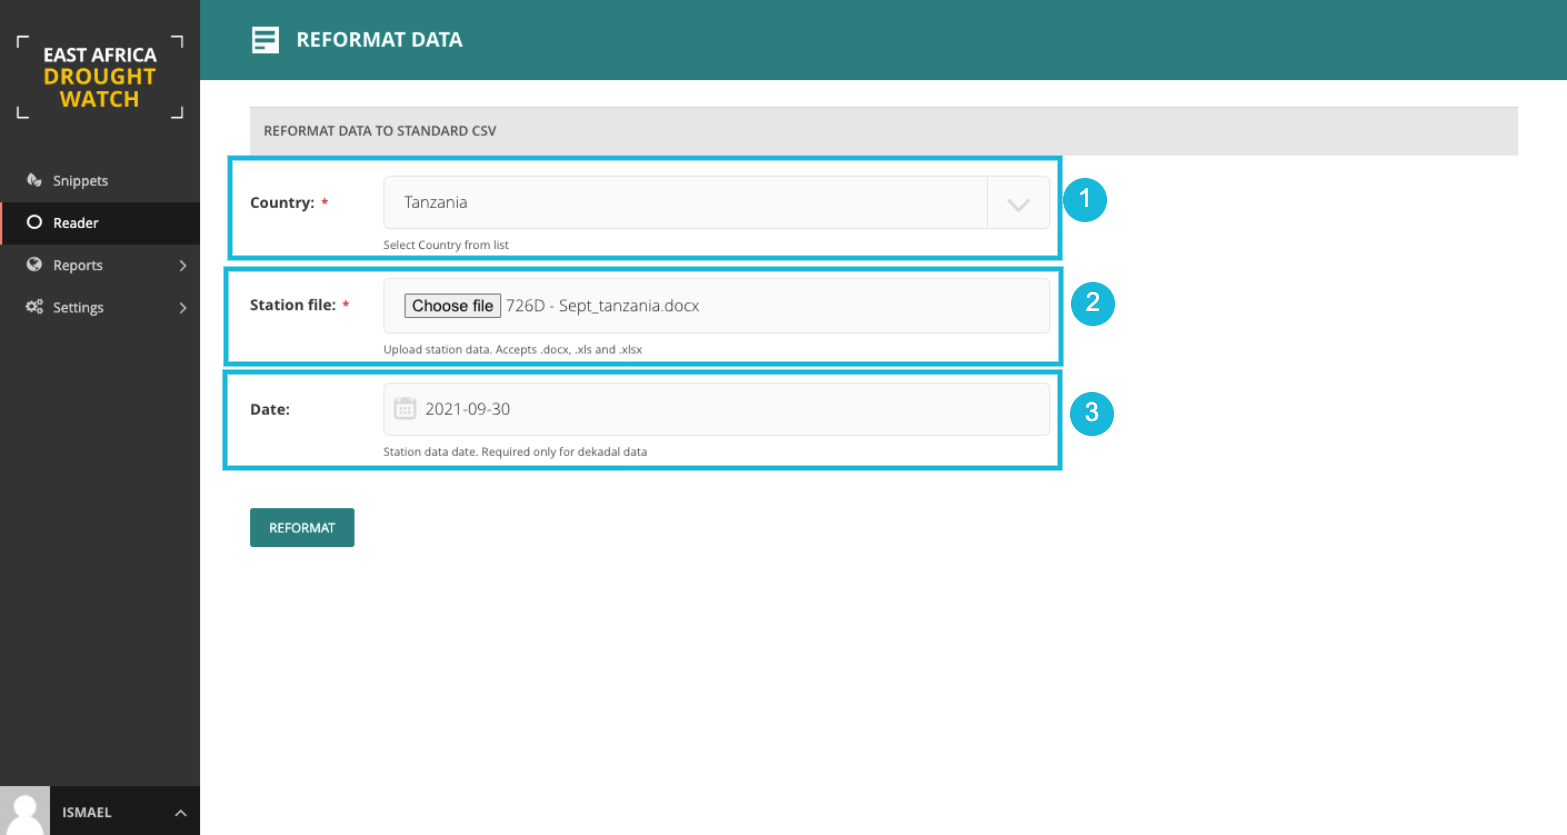 EAST AFRICA
DROUGHT
WATCH
Snippets
Reader
Reports
Settings
ISMAEL
REFORMAT DATA
REFORMAT DATA TO STANDARD CSV
Country: * Tanzania 1
Select Country from list
Station file: * Choose file 726D - Sept_tanzania.docx 2
Upload station data. Accepts .docx, .xls and .xlsx
Date: 2021-09-30 3
Station data date. Required only for dekadal data
REFORMAT